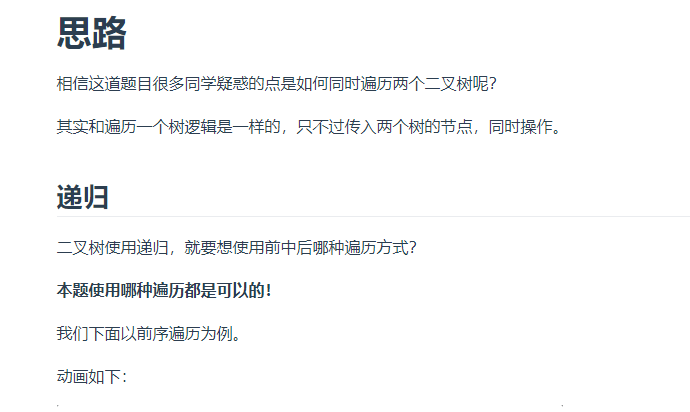 思路
相信这道题目很多同学疑惑的点是如何同时遍历两个二叉树呢？
其实和遍历一个树逻辑是一样的，只不过传入两个树的节点，同时操作。
递归
二叉树使用递归，就要想使用前中后哪种遍历方式？
本题使用哪种遍历都是可以的！
我们下面以前序遍历为例。
动画如下：